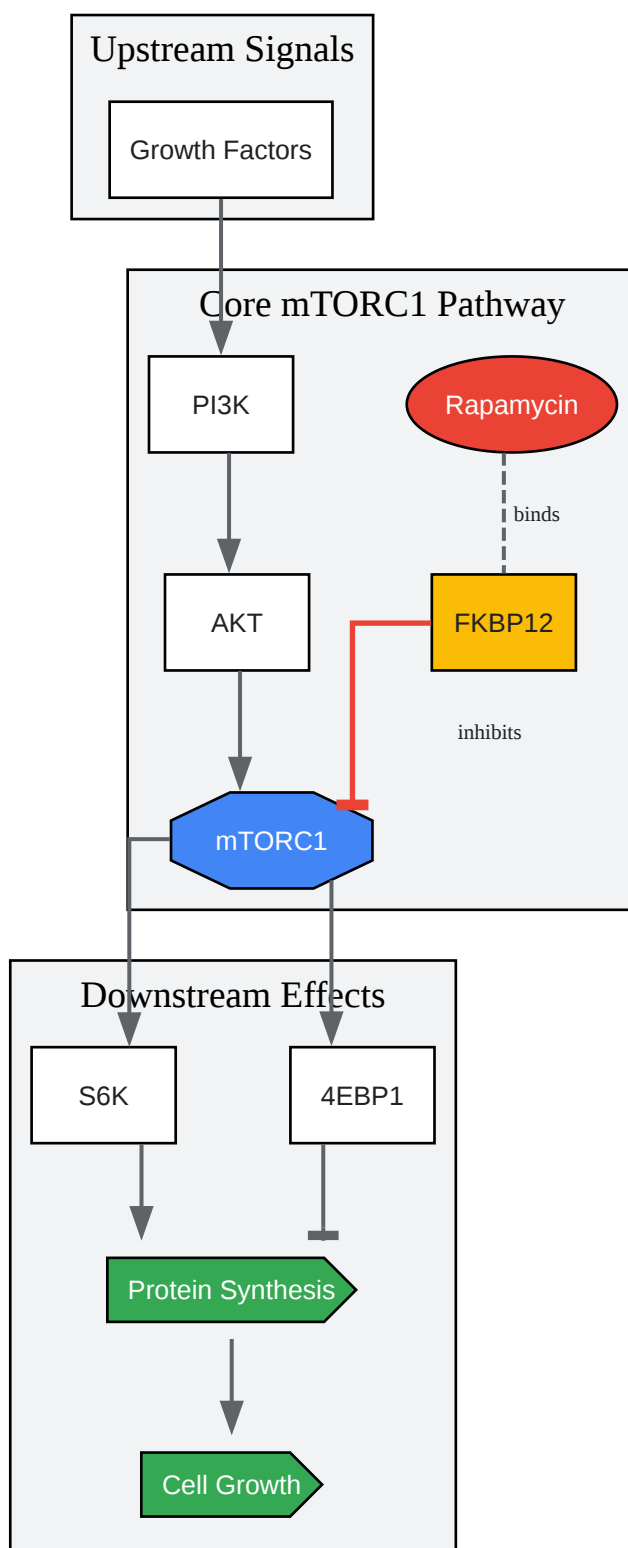 Upstream Signals
Growth Factors
Core mTORC1 Pathway
PI3K
Rapamycin
binds
AKT
FKBP12
inhibits
mTORC1
Downstream Effects
S6K
4EBP1
Protein Synthesis
Cell Growth